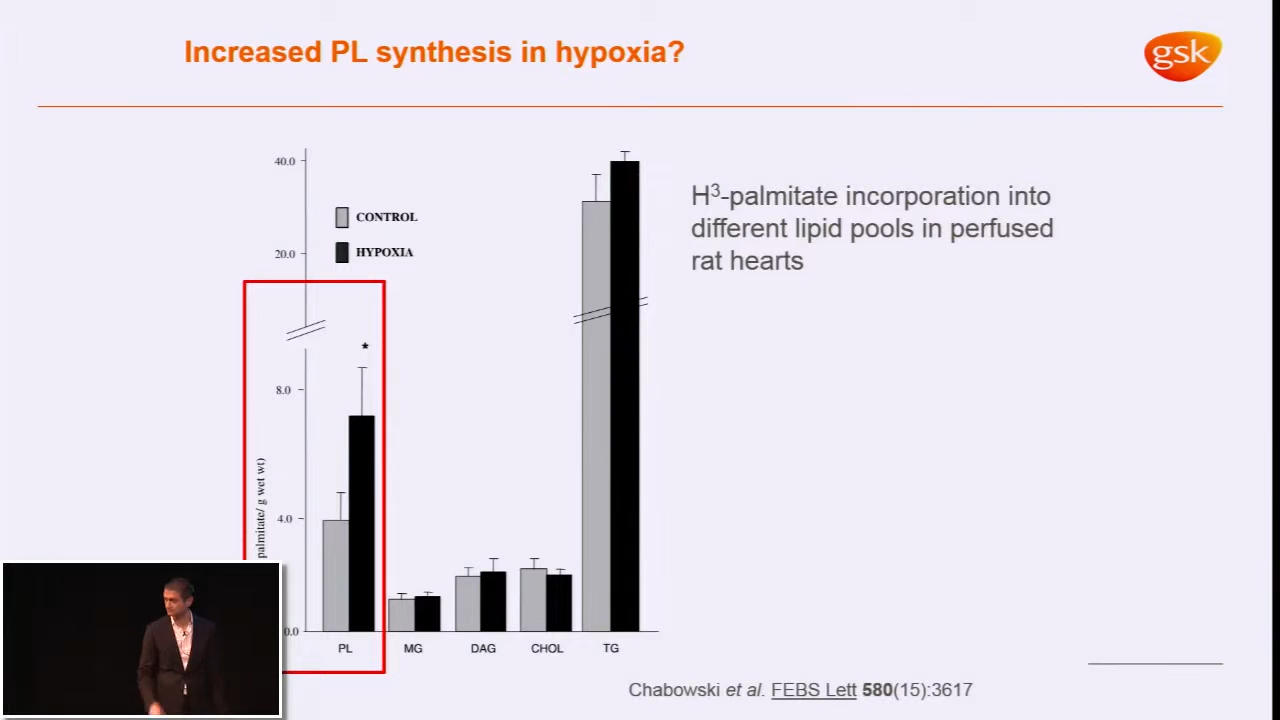 Increased PL synthesis in hypoxia?
gsk
40.0
20.0
8.0
4.0
0.0
CONTROL
HYPOXIA
*
palmitate/ g wet wt)
PL
MG
DAG
CHOL
TG
H³-palmitate incorporation into
different lipid pools in perfused
rat hearts
Chabowski et al. FEBS Lett 580(15):3617